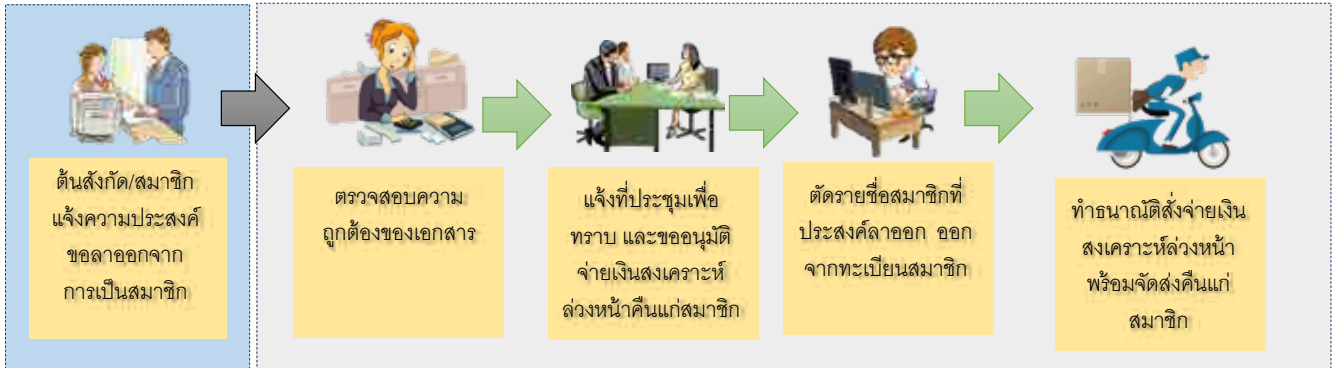 ต้นสังกัด/สมาชิก
แจ้งความประสงค์
ขอลาออกจาก
การเป็นสมาชิก
ตรวจสอบความ
ถูกต้องของเอกสาร
แจ้งที่ประชุมเพื่อ
ทราบ และขออนุมัติ
จ่ายเงินสงเคราะห์
ล่วงหน้าคืนแก่สมาชิก
ตัดรายชื่อสมาชิกที่
ประสงค์ลาออก ออก
จากทะเบียนสมาชิก
ทำธนาณัติสั่งจ่ายเงิน
สงเคราะห์ล่วงหน้า
พร้อมจัดส่งคืนแก่
สมาชิก